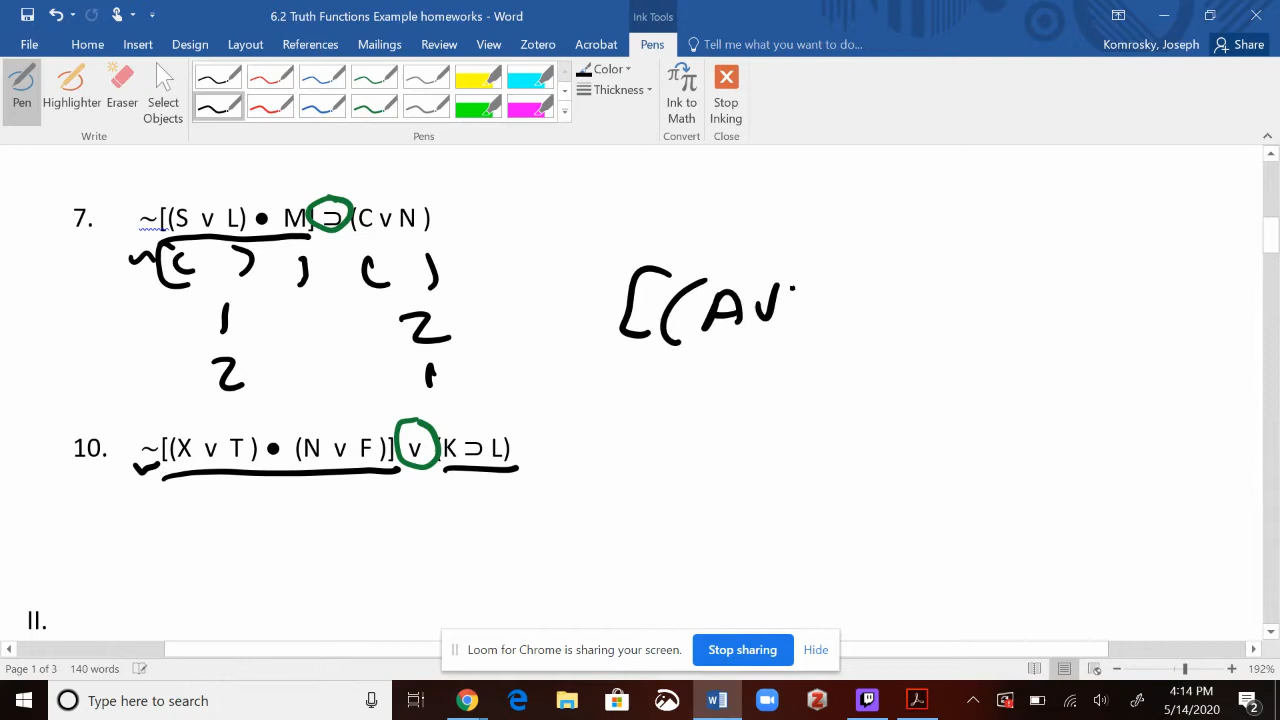 6.2 Truth Functions Example homeworks - Word
Ink Tools
File Home Insert Design Layout References Mailings Review View Zotero Acrobat Pens Tell me what you want to do... Komrosky, Joseph Share
Pen Highlighter Eraser Select Objects
Color
Thickness
Ink to Math Stop Inking
Write Pens Convert Close
7. ~[(S v L) ● M] ⊃ (C v N )
~[( ) ] ( )
[(A v
1 2
2 1
10. ~[(X v T ) ● (N v F )] v (K ⊃ L)
II.
Loom for Chrome is sharing your screen. Stop sharing Hide
Page 1 of 3 140 words 192%
Type here to search
4:14 PM
5/14/2020
2